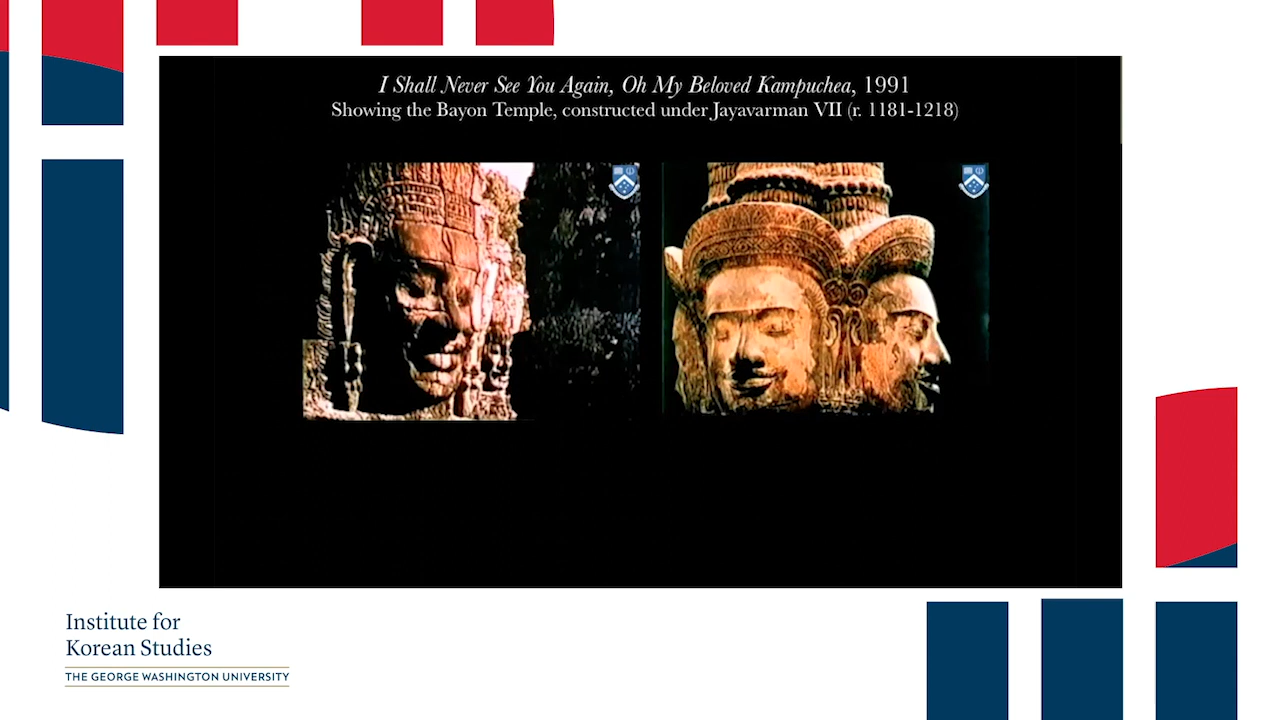 I Shall Never See You Again, Oh My Beloved Kampuchea, 1991
Showing the Bayon Temple, constructed under Jayavarman VII (r. 1181-1218)
Institute for
Korean Studies
THE GEORGE WASHINGTON UNIVERSITY